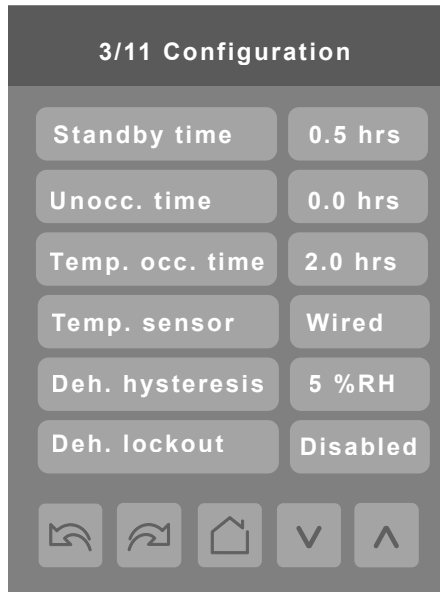 3/11 Configuration
Standby time 0.5 hrs
Unocc. time 0.0 hrs
Temp. occ. time 2.0 hrs
Temp. sensor Wired
Deh. hysteresis 5 %RH
Deh. lockout Disabled